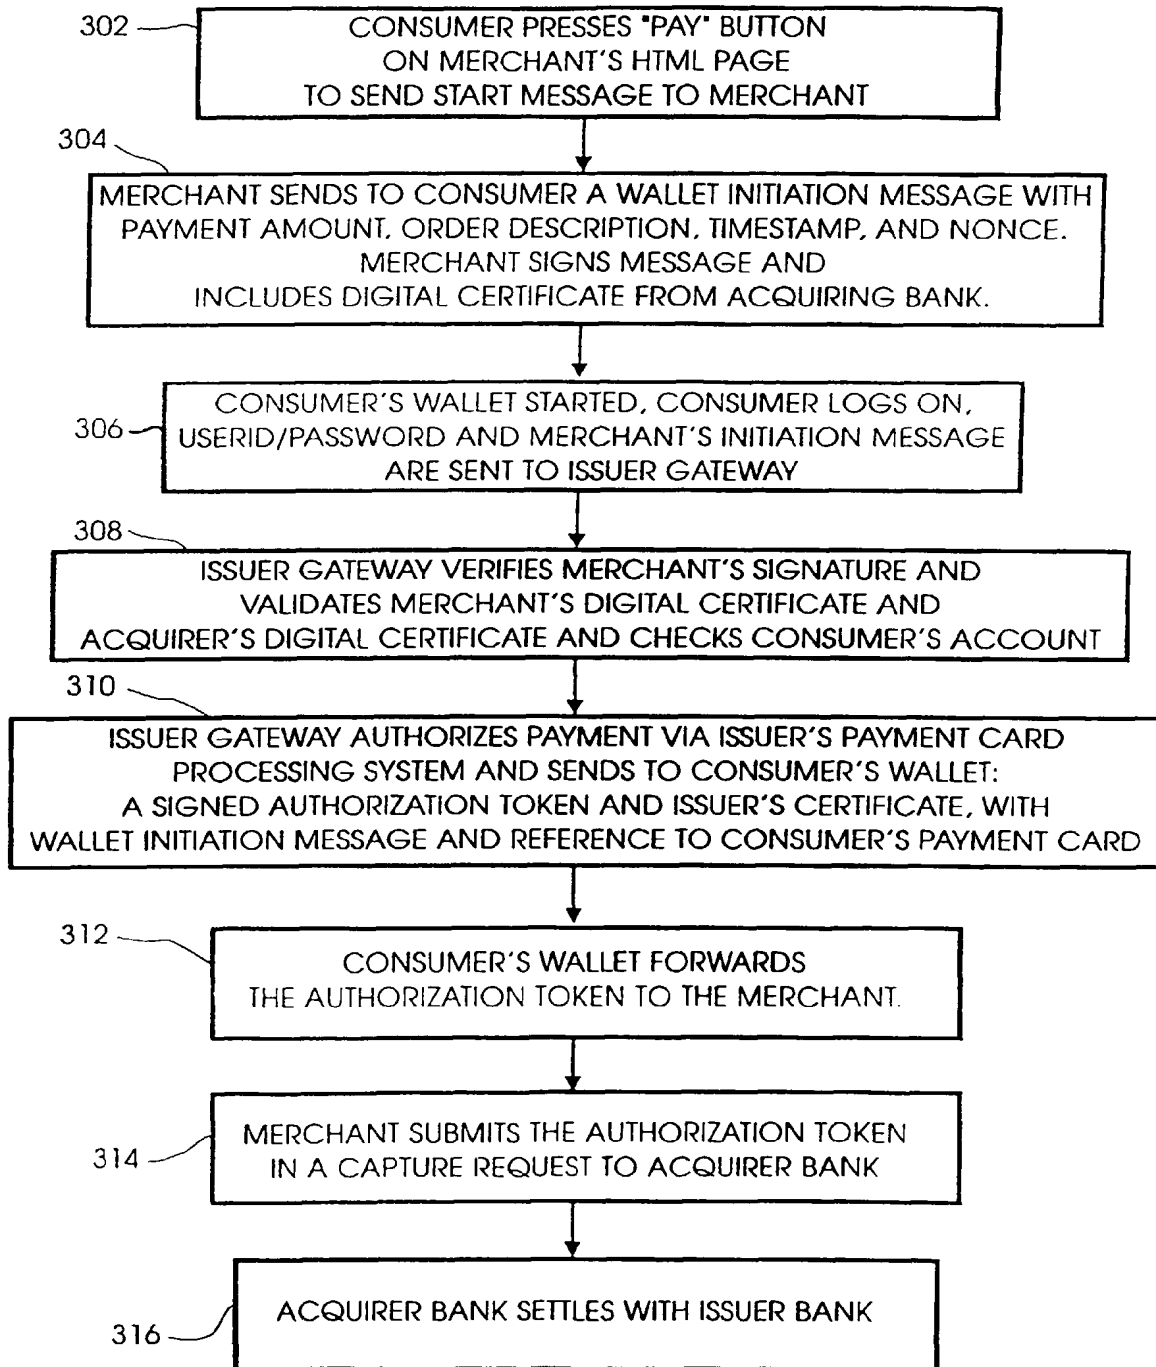 302
CONSUMER PRESSES "PAY" BUTTON
ON MERCHANT'S HTML PAGE
TO SEND START MESSAGE TO MERCHANT
304
MERCHANT SENDS TO CONSUMER A WALLET INITIATION MESSAGE WITH
PAYMENT AMOUNT, ORDER DESCRIPTION, TIMESTAMP, AND NONCE.
MERCHANT SIGNS MESSAGE AND
INCLUDES DIGITAL CERTIFICATE FROM ACQUIRING BANK.
306
CONSUMER'S WALLET STARTED, CONSUMER LOGS ON,
USERID/PASSWORD AND MERCHANT'S INITIATION MESSAGE
ARE SENT TO ISSUER GATEWAY
308
ISSUER GATEWAY VERIFIES MERCHANT'S SIGNATURE AND
VALIDATES MERCHANT'S DIGITAL CERTIFICATE AND
ACQUIRER'S DIGITAL CERTIFICATE AND CHECKS CONSUMER'S ACCOUNT
310
ISSUER GATEWAY AUTHORIZES PAYMENT VIA ISSUER'S PAYMENT CARD
PROCESSING SYSTEM AND SENDS TO CONSUMER'S WALLET:
A SIGNED AUTHORIZATION TOKEN AND ISSUER'S CERTIFICATE, WITH
WALLET INITIATION MESSAGE AND REFERENCE TO CONSUMER'S PAYMENT CARD
312
CONSUMER'S WALLET FORWARDS
THE AUTHORIZATION TOKEN TO THE MERCHANT.
314
MERCHANT SUBMITS THE AUTHORIZATION TOKEN
IN A CAPTURE REQUEST TO ACQUIRER BANK
316
ACQUIRER BANK SETTLES WITH ISSUER BANK